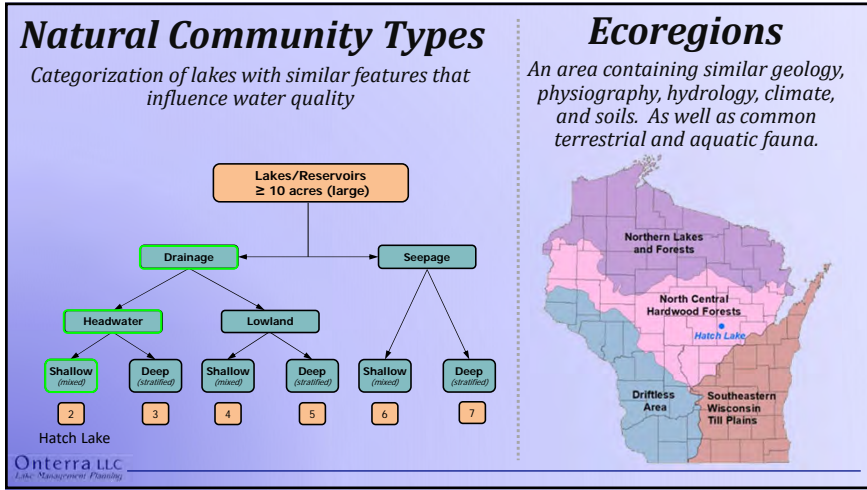 Natural Community Types
Categorization of lakes with similar features that
influence water quality
Lakes/Reservoirs
≥ 10 acres (large)
Drainage
Seepage
Headwater
Lowland
Shallow
(mixed)
Deep
(stratified)
Shallow
(mixed)
Deep
(stratified)
Shallow
(mixed)
Deep
(stratified)
2
3
4
5
6
7
Hatch Lake
Onterra LLC
Lake Management Planning
Ecoregions
An area containing similar geology,
physiography, hydrology, climate,
and soils. As well as common
terrestrial and aquatic fauna.
Northern Lakes
and Forests
North Central
Hardwood Forests
Hatch Lake
Driftless
Area
Southeastern
Wisconsin
Till Plains